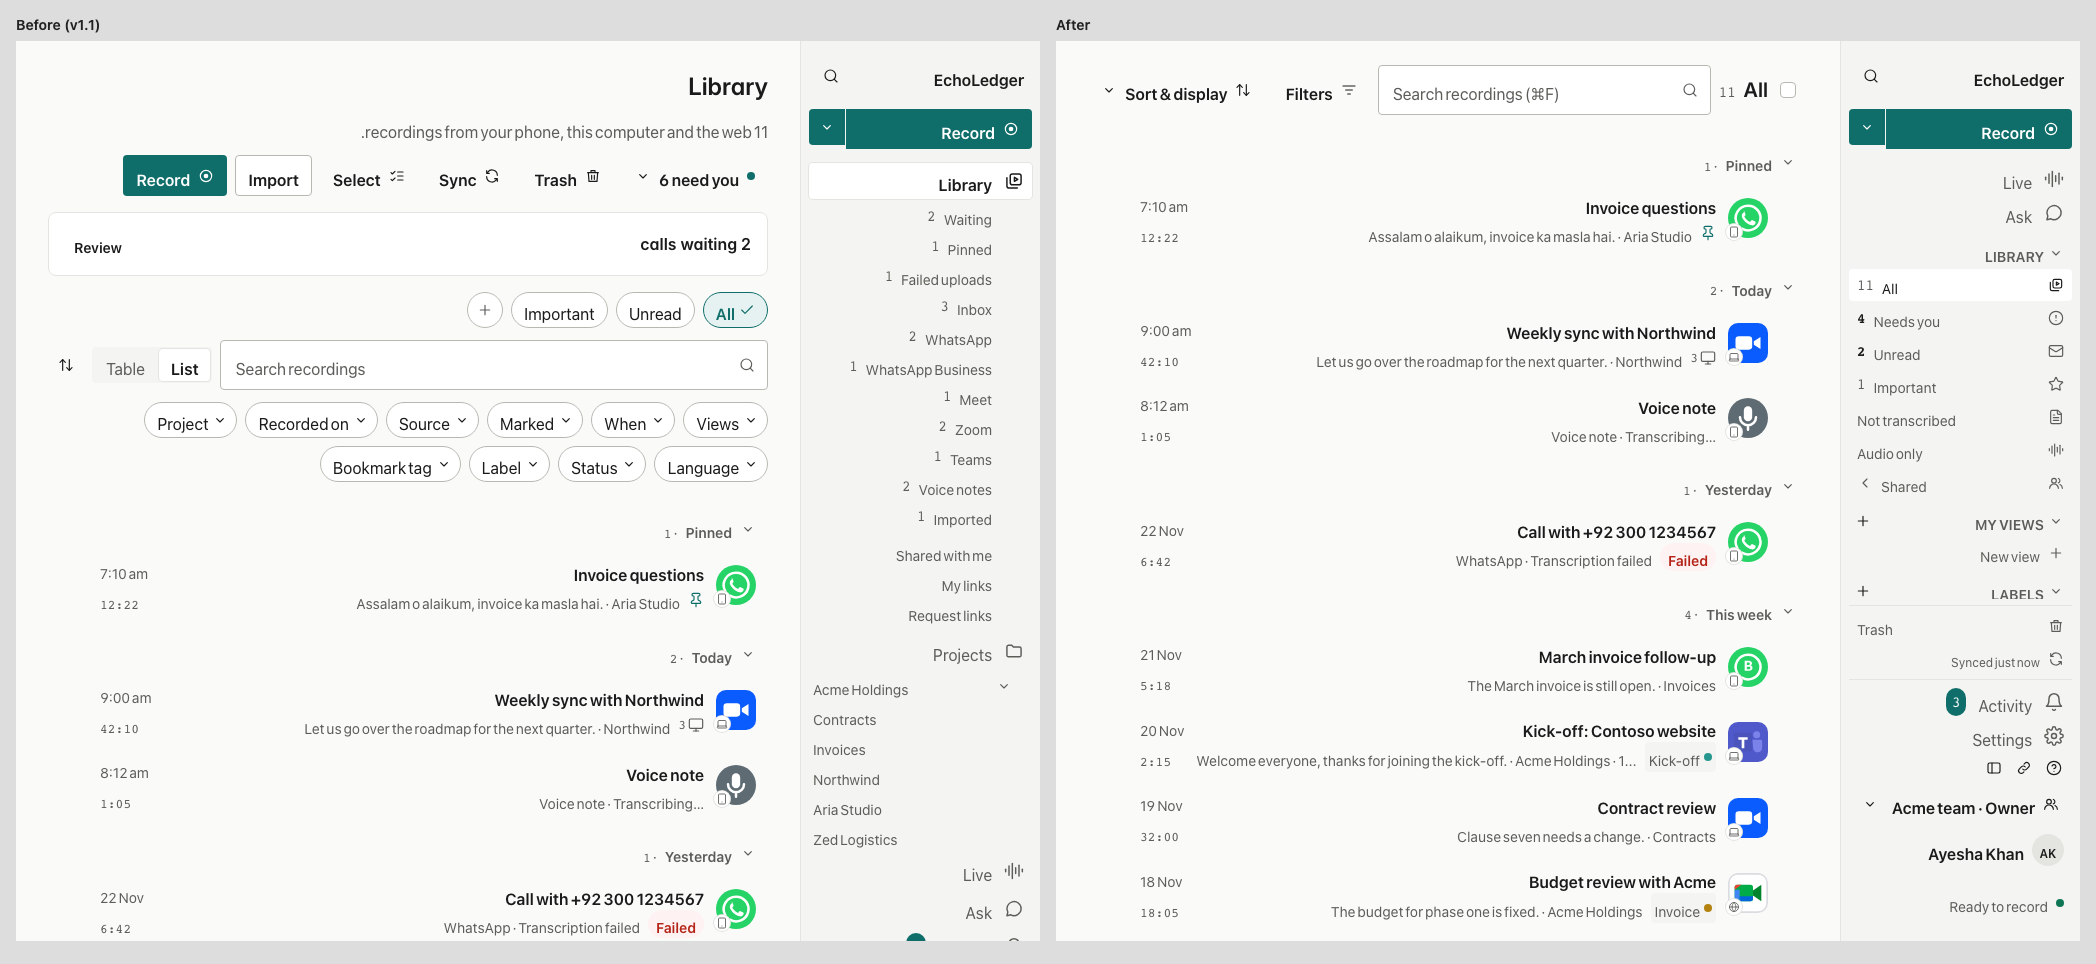 Before (v1.1)
EchoLedger
Record
Library
2 Waiting
1 Pinned
1 Failed uploads
3 Inbox
2 WhatsApp
1 WhatsApp Business
1 Meet
2 Zoom
1 Teams
2 Voice notes
1 Imported
Shared with me
My links
Request links
Projects
Acme Holdings
Contracts
Invoices
Northwind
Aria Studio
Zed Logistics
Live
Ask
Library
.recordings from your phone, this computer and the web 11
Record Import Select Sync Trash 6 need you
Review calls waiting 2
Important Unread All
Table List Search recordings
Project Recorded on Source Marked When Views
Bookmark tag Label Status Language
1 · Pinned
7:10 am Invoice questions
12:22 Assalam o alaikum, invoice ka masla hai. · Aria Studio
2 · Today
9:00 am Weekly sync with Northwind
42:10 Let us go over the roadmap for the next quarter. · Northwind 3
8:12 am Voice note
1:05 Voice note · Transcribing...
1 · Yesterday
22 Nov Call with +92 300 1234567
6:42 WhatsApp · Transcription failed Failed
After
EchoLedger
Record
Live
Ask
LIBRARY
11 All
4 Needs you
2 Unread
1 Important
Not transcribed
Audio only
Shared
MY VIEWS
New view
LABELS
Trash
Synced just now
3 Activity
Settings
Acme team · Owner
Ayesha Khan AK
Ready to record
Sort & display Filters Search recordings (⌘F) 11 All
1 · Pinned
7:10 am Invoice questions
12:22 Assalam o alaikum, invoice ka masla hai. · Aria Studio
2 · Today
9:00 am Weekly sync with Northwind
42:10 Let us go over the roadmap for the next quarter. · Northwind 3
8:12 am Voice note
1:05 Voice note · Transcribing...
1 · Yesterday
22 Nov Call with +92 300 1234567
6:42 WhatsApp · Transcription failed Failed
4 · This week
21 Nov March invoice follow-up B
5:18 The March invoice is still open. · Invoices
20 Nov Kick-off: Contoso website T
2:15 Welcome everyone, thanks for joining the kick-off. · Acme Holdings · 1... Kick-off
19 Nov Contract review
32:00 Clause seven needs a change. · Contracts
18 Nov Budget review with Acme
18:05 The budget for phase one is fixed. · Acme Holdings Invoice